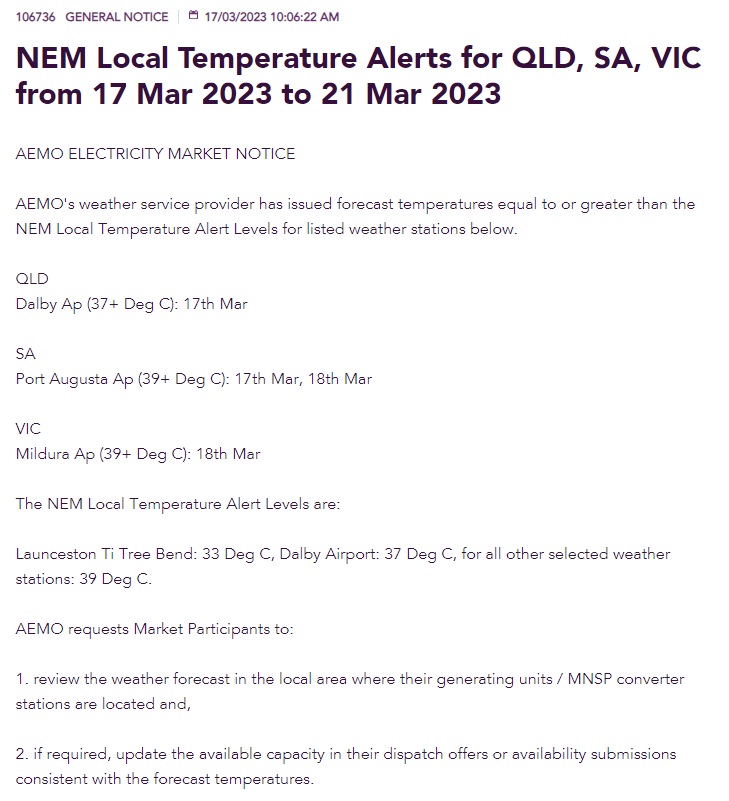 106736 GENERAL NOTICE 17/03/2023 10:06:22 AM
NEM Local Temperature Alerts for QLD, SA, VIC
from 17 Mar 2023 to 21 Mar 2023
AEMO ELECTRICITY MARKET NOTICE
AEMO's weather service provider has issued forecast temperatures equal to or greater than the
NEM Local Temperature Alert Levels for listed weather stations below.
QLD
Dalby Ap (37+ Deg C): 17th Mar
SA
Port Augusta Ap (39+ Deg C): 17th Mar, 18th Mar
VIC
Mildura Ap (39+ Deg C): 18th Mar
The NEM Local Temperature Alert Levels are:
Launceston Ti Tree Bend: 33 Deg C, Dalby Airport: 37 Deg C, for all other selected weather
stations: 39 Deg C.
AEMO requests Market Participants to:
1. review the weather forecast in the local area where their generating units / MNSP converter
stations are located and,
2. if required, update the available capacity in their dispatch offers or availability submissions
consistent with the forecast temperatures.